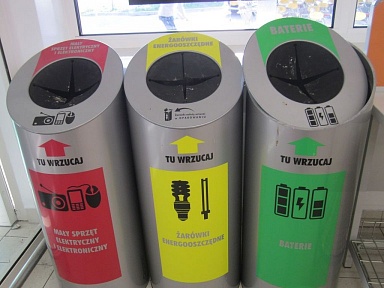 MAŁY
SPRZĘT ELEKTRYCZNY
I ELEKTRONICZNY
TU WRZUCAJ
MAŁY SPRZĘT
ELEKTRYCZNY
I ELEKTRONICZNY
ŻARÓWKI
ENERGOOSZCZĘDNE
TU WRZUCAJ
ŻARÓWKI
ENERGOOSZCZĘDNE
BATERIE
TU WRZUCAJ
BATERIE